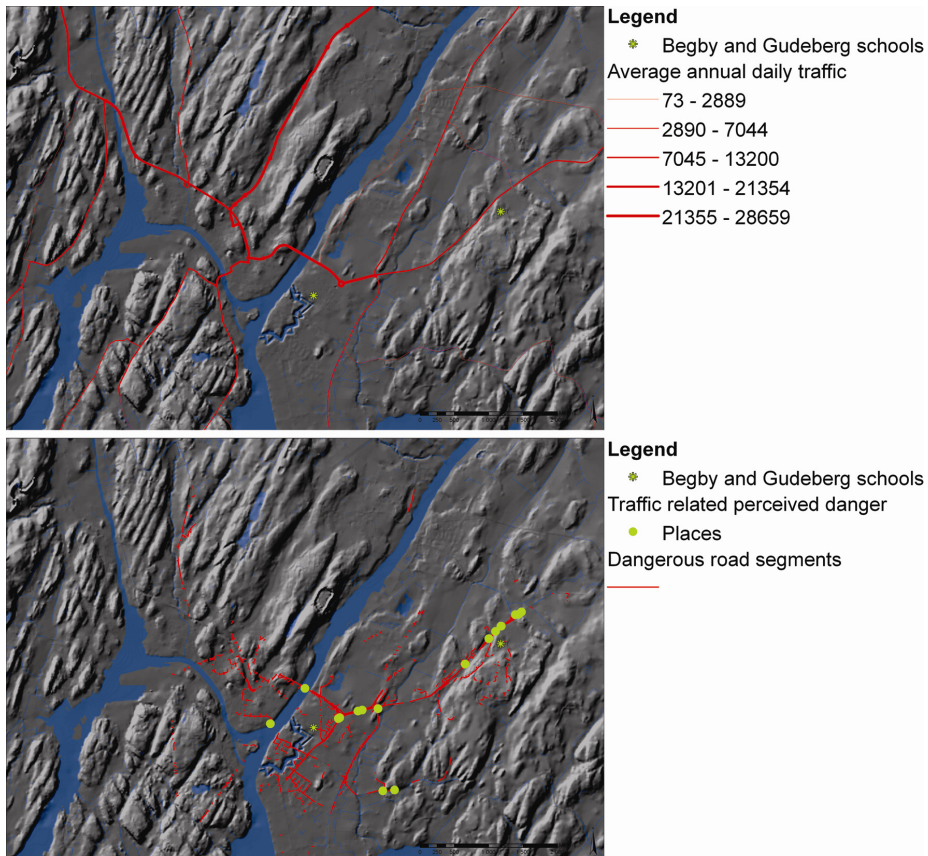 Legend
Begby and Gudeberg schools
Average annual daily traffic
73 - 2889
2890 - 7044
7045 - 13200
13201 - 21354
21355 - 28659
Legend
Begby and Gudeberg schools
Traffic related perceived danger
Places
Dangerous road segments